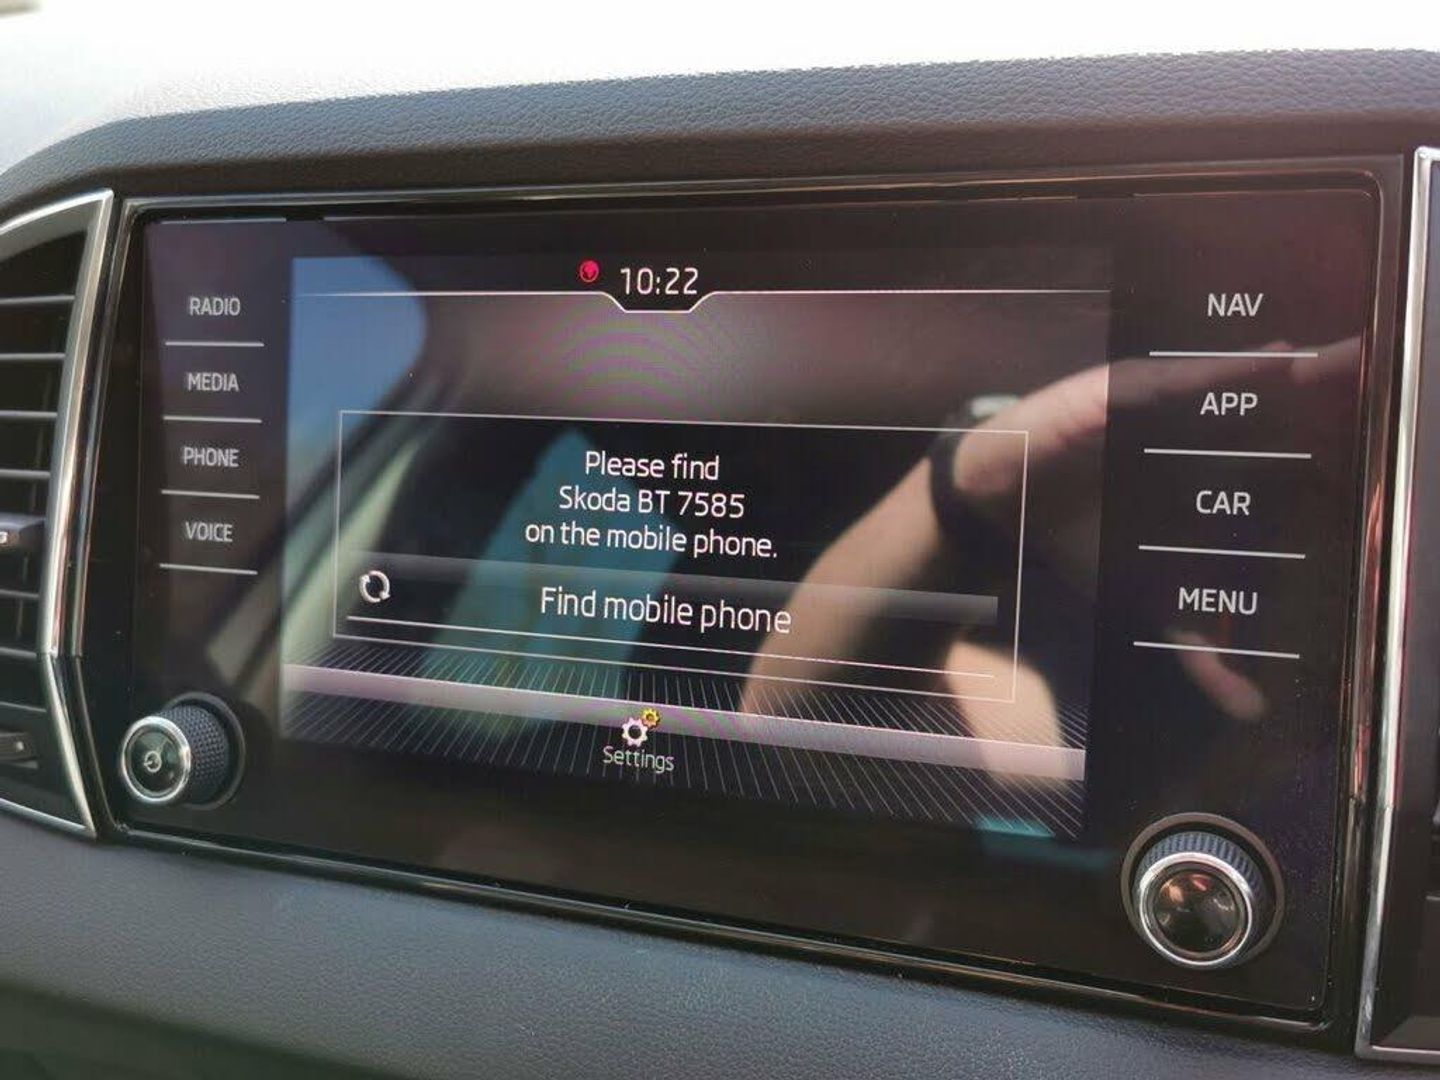 10:22
RADIO
MEDIA
PHONE
VOICE
Please find
Skoda BT 7585
on the mobile phone.
Find mobile phone
Settings
NAV
APP
CAR
MENU